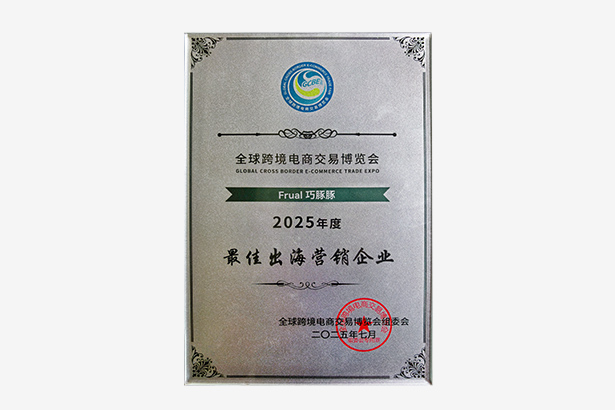 GCBE
全球跨境电商交易博览会
GLOBAL CROSS BORDER E-COMMERCE TRADE EXPO
Frual 巧豚豚
2025年度
最佳出海营销企业
全球跨境电商交易博览会组委会
二〇二五年七月